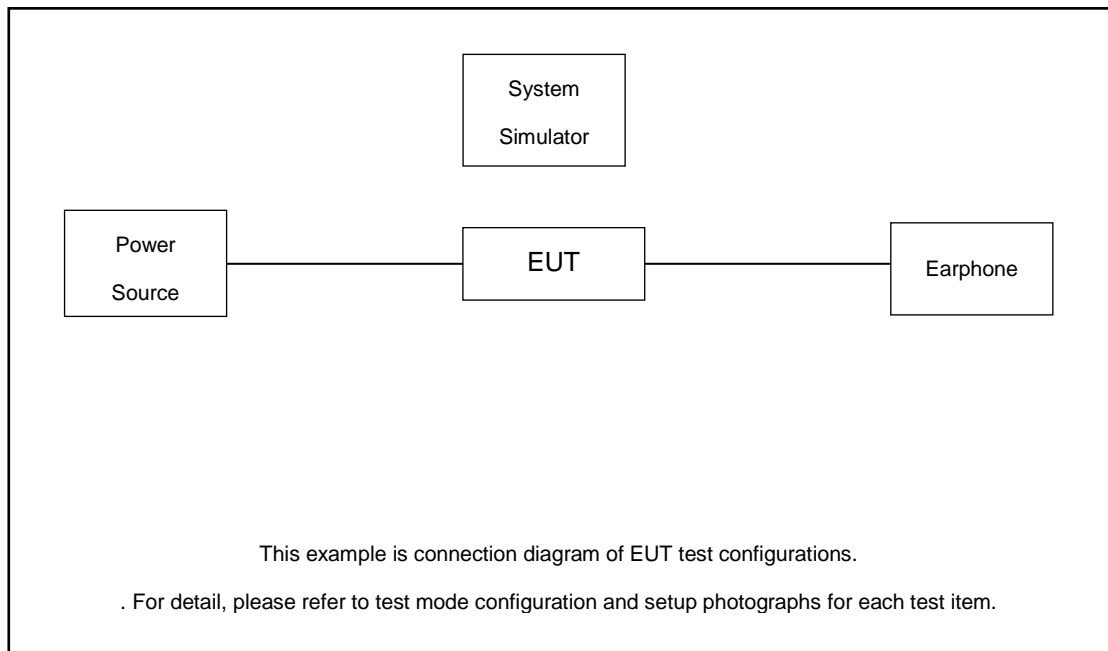 System
Simulator
Power
Source
EUT
Earphone
This example is connection diagram of EUT test configurations.
. For detail, please refer to test mode configuration and setup photographs for each test item.